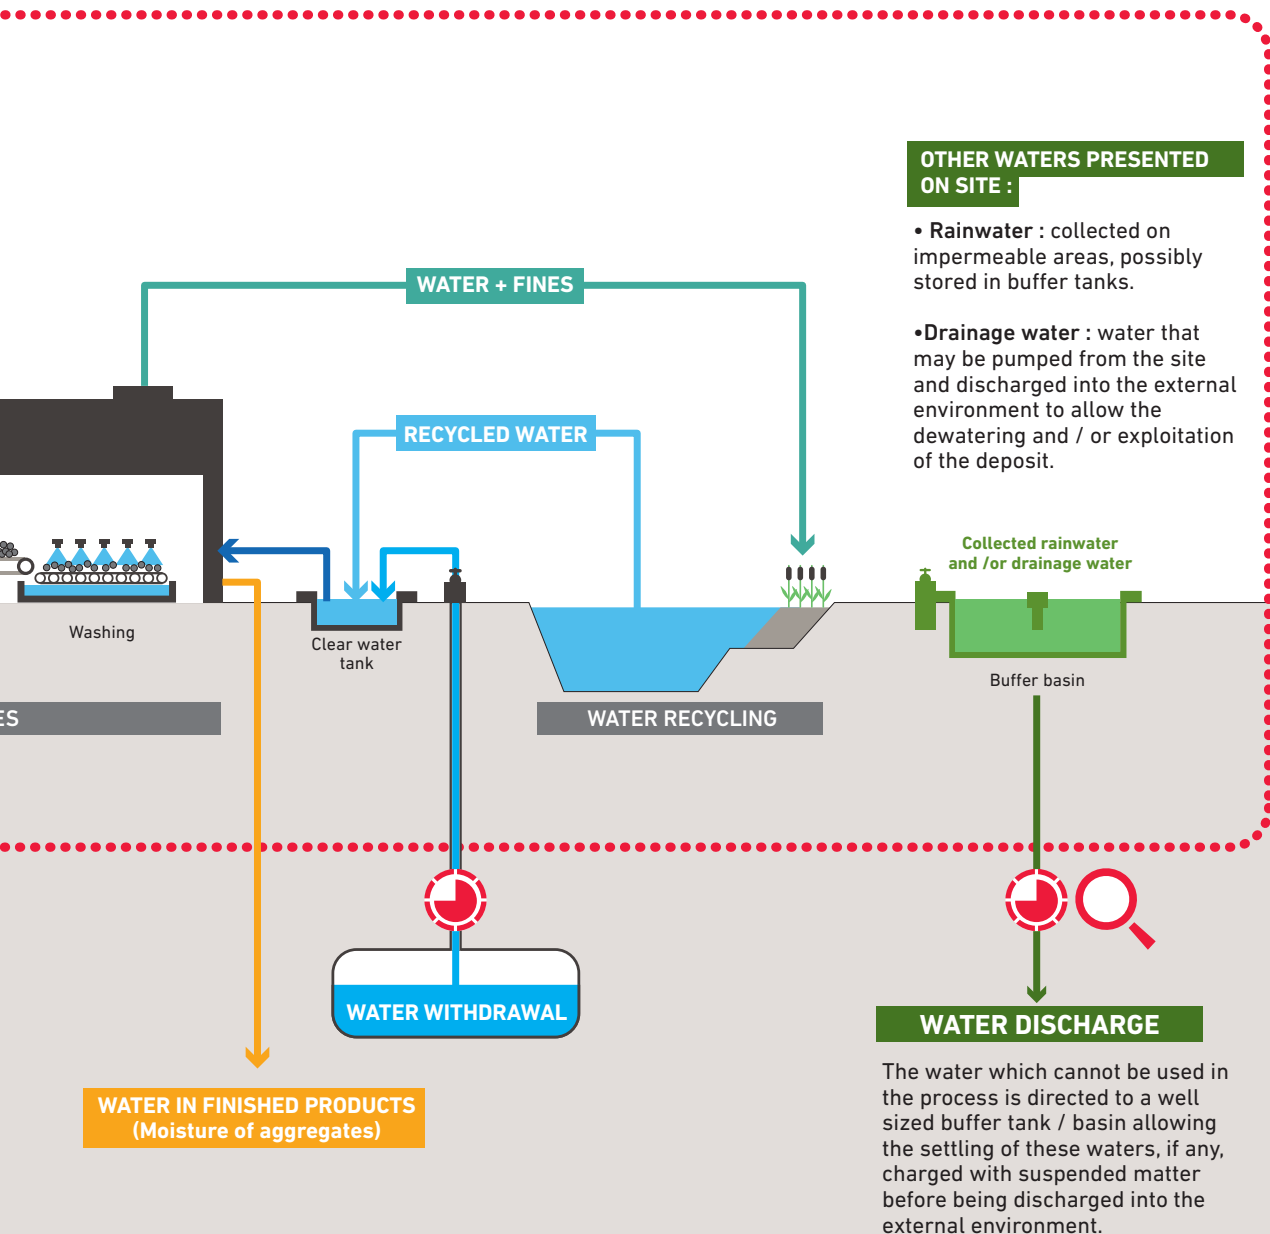 OTHER WATERS PRESENTED
ON SITE :
• Rainwater : collected on
impermeable areas, possibly
stored in buffer tanks.
•Drainage water : water that
may be pumped from the site
and discharged into the external
environment to allow the
dewatering and / or exploitation
of the deposit.
WATER + FINES
RECYCLED WATER
Collected rainwater
and /or drainage water
Washing
Clear water
tank
Buffer basin
ES
WATER RECYCLING
WATER WITHDRAWAL
WATER DISCHARGE
The water which cannot be used in
the process is directed to a well
sized buffer tank / basin allowing
the settling of these waters, if any,
charged with suspended matter
before being discharged into the
external environment.
WATER IN FINISHED PRODUCTS
(Moisture of aggregates)